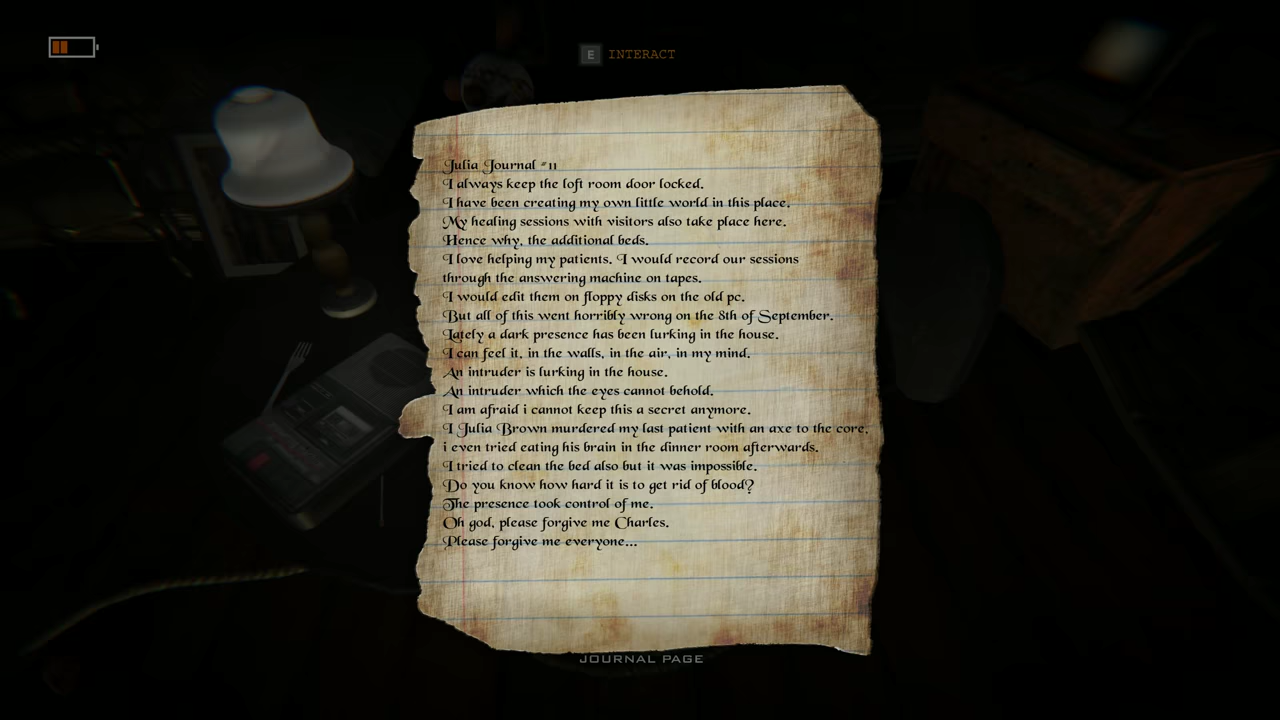 E INTERACT
Julia Journal #11
I always keep the loft room door locked.
I have been creating my own little world in this place.
My healing sessions with visitors also take place here.
Hence why, the additional beds.
I love helping my patients. I would record our sessions
through the answering machine on tapes.
I would edit them on floppy disks on the old pc.
But all of this went horribly wrong on the 8th of September.
Lately a dark presence has been lurking in the house.
I can feel it, in the walls, in the air, in my mind.
An intruder is lurking in the house.
An intruder which the eyes cannot behold.
I am afraid i cannot keep this a secret anymore.
I Julia Brown murdered my last patient with an axe to the core,
i even tried eating his brain in the dinner room afterwards.
I tried to clean the bed also but it was impossible.
Do you know how hard it is to get rid of blood?
The presence took control of me.
Oh god, please forgive me Charles.
Please forgive me everyone...
JOURNAL PAGE